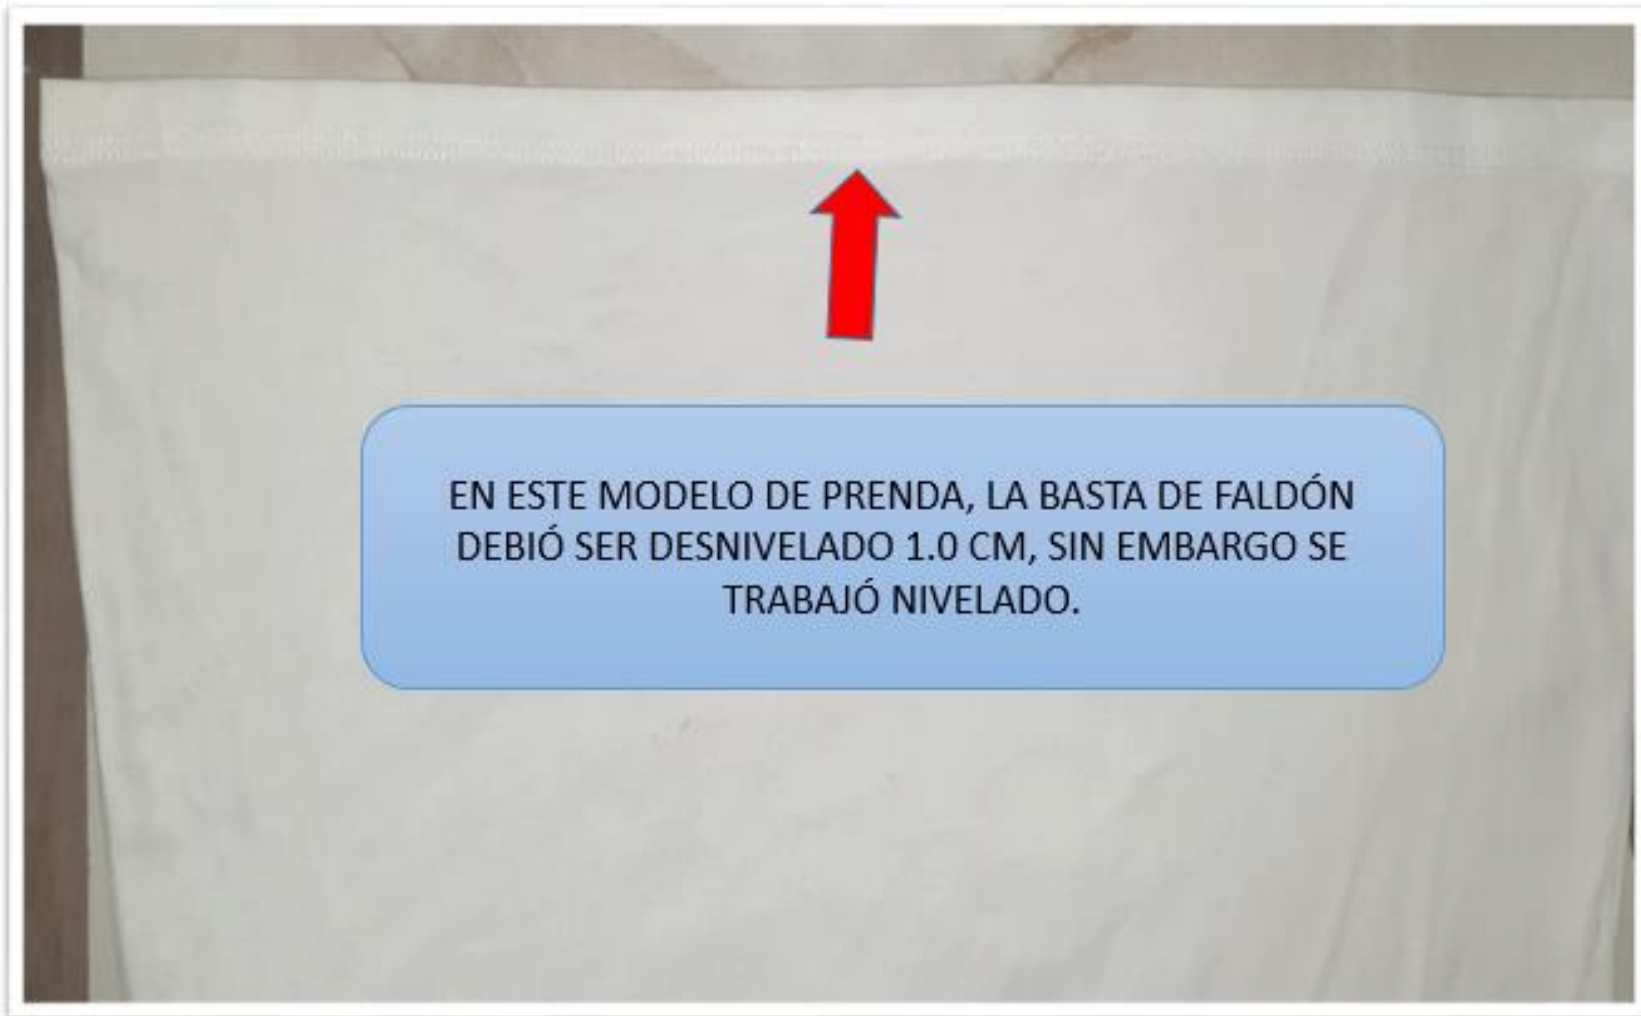 EN ESTE MODELO DE PRENDA, LA BASTA DE FALDÓN
DEBIÓ SER DESNIVELADO 1.0 CM, SIN EMBARGO SE
TRABAJÓ NIVELADO.